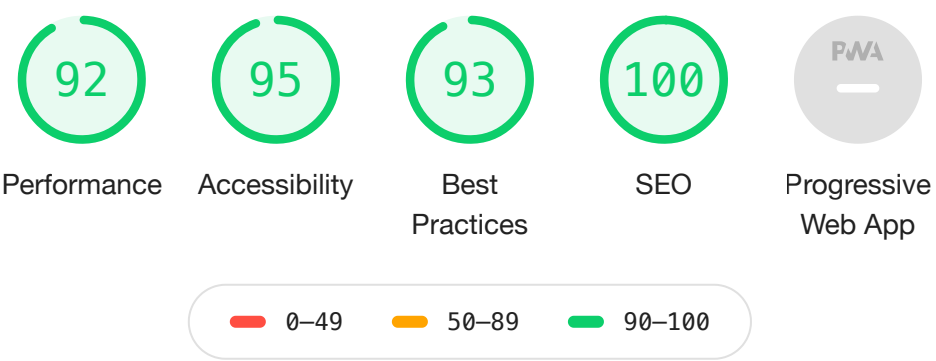 92 95 93 100 PWA
Performance Accessibility Best Practices SEO Progressive Web App
0–49 50–89 90–100